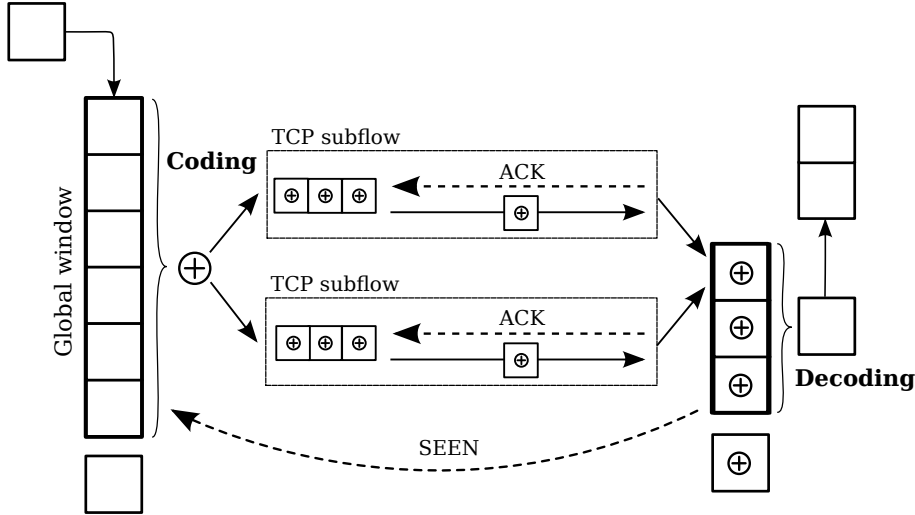 TCP subflow
Coding
ACK
Global window
TCP subflow
ACK
Decoding
SEEN